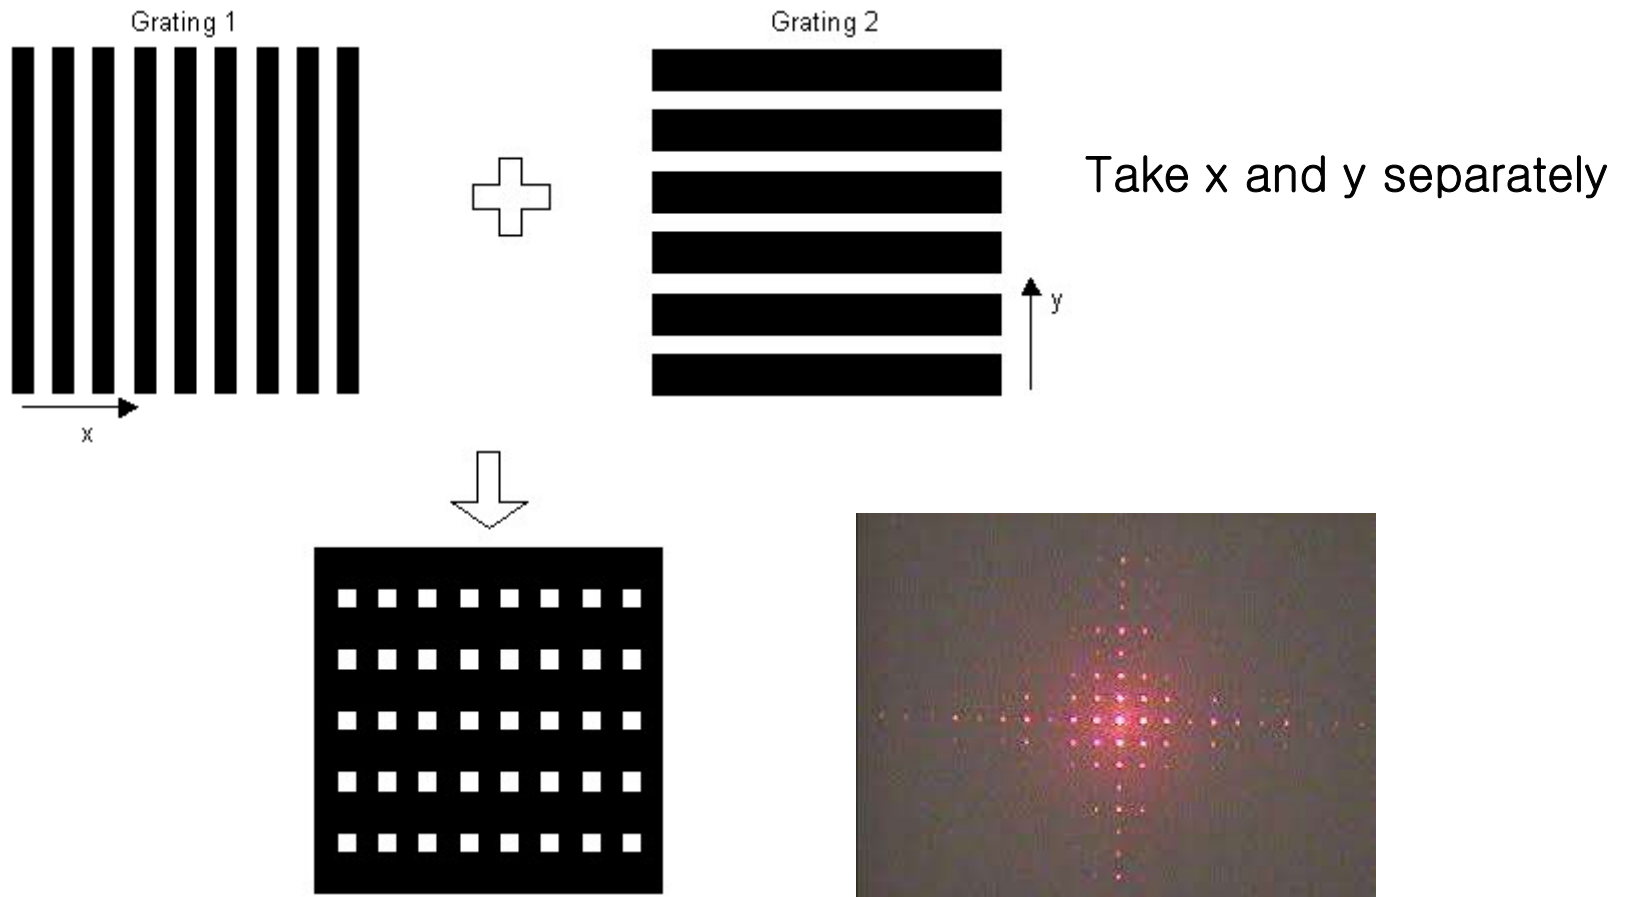 Grating 1
Grating 2
Take x and y separately
y
x